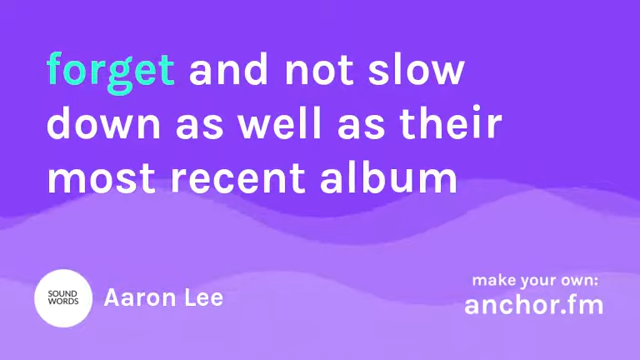 forget and not slow
down as well as their
most recent album
SOUND
WORDS
Aaron Lee
make your own:
anchor.fm